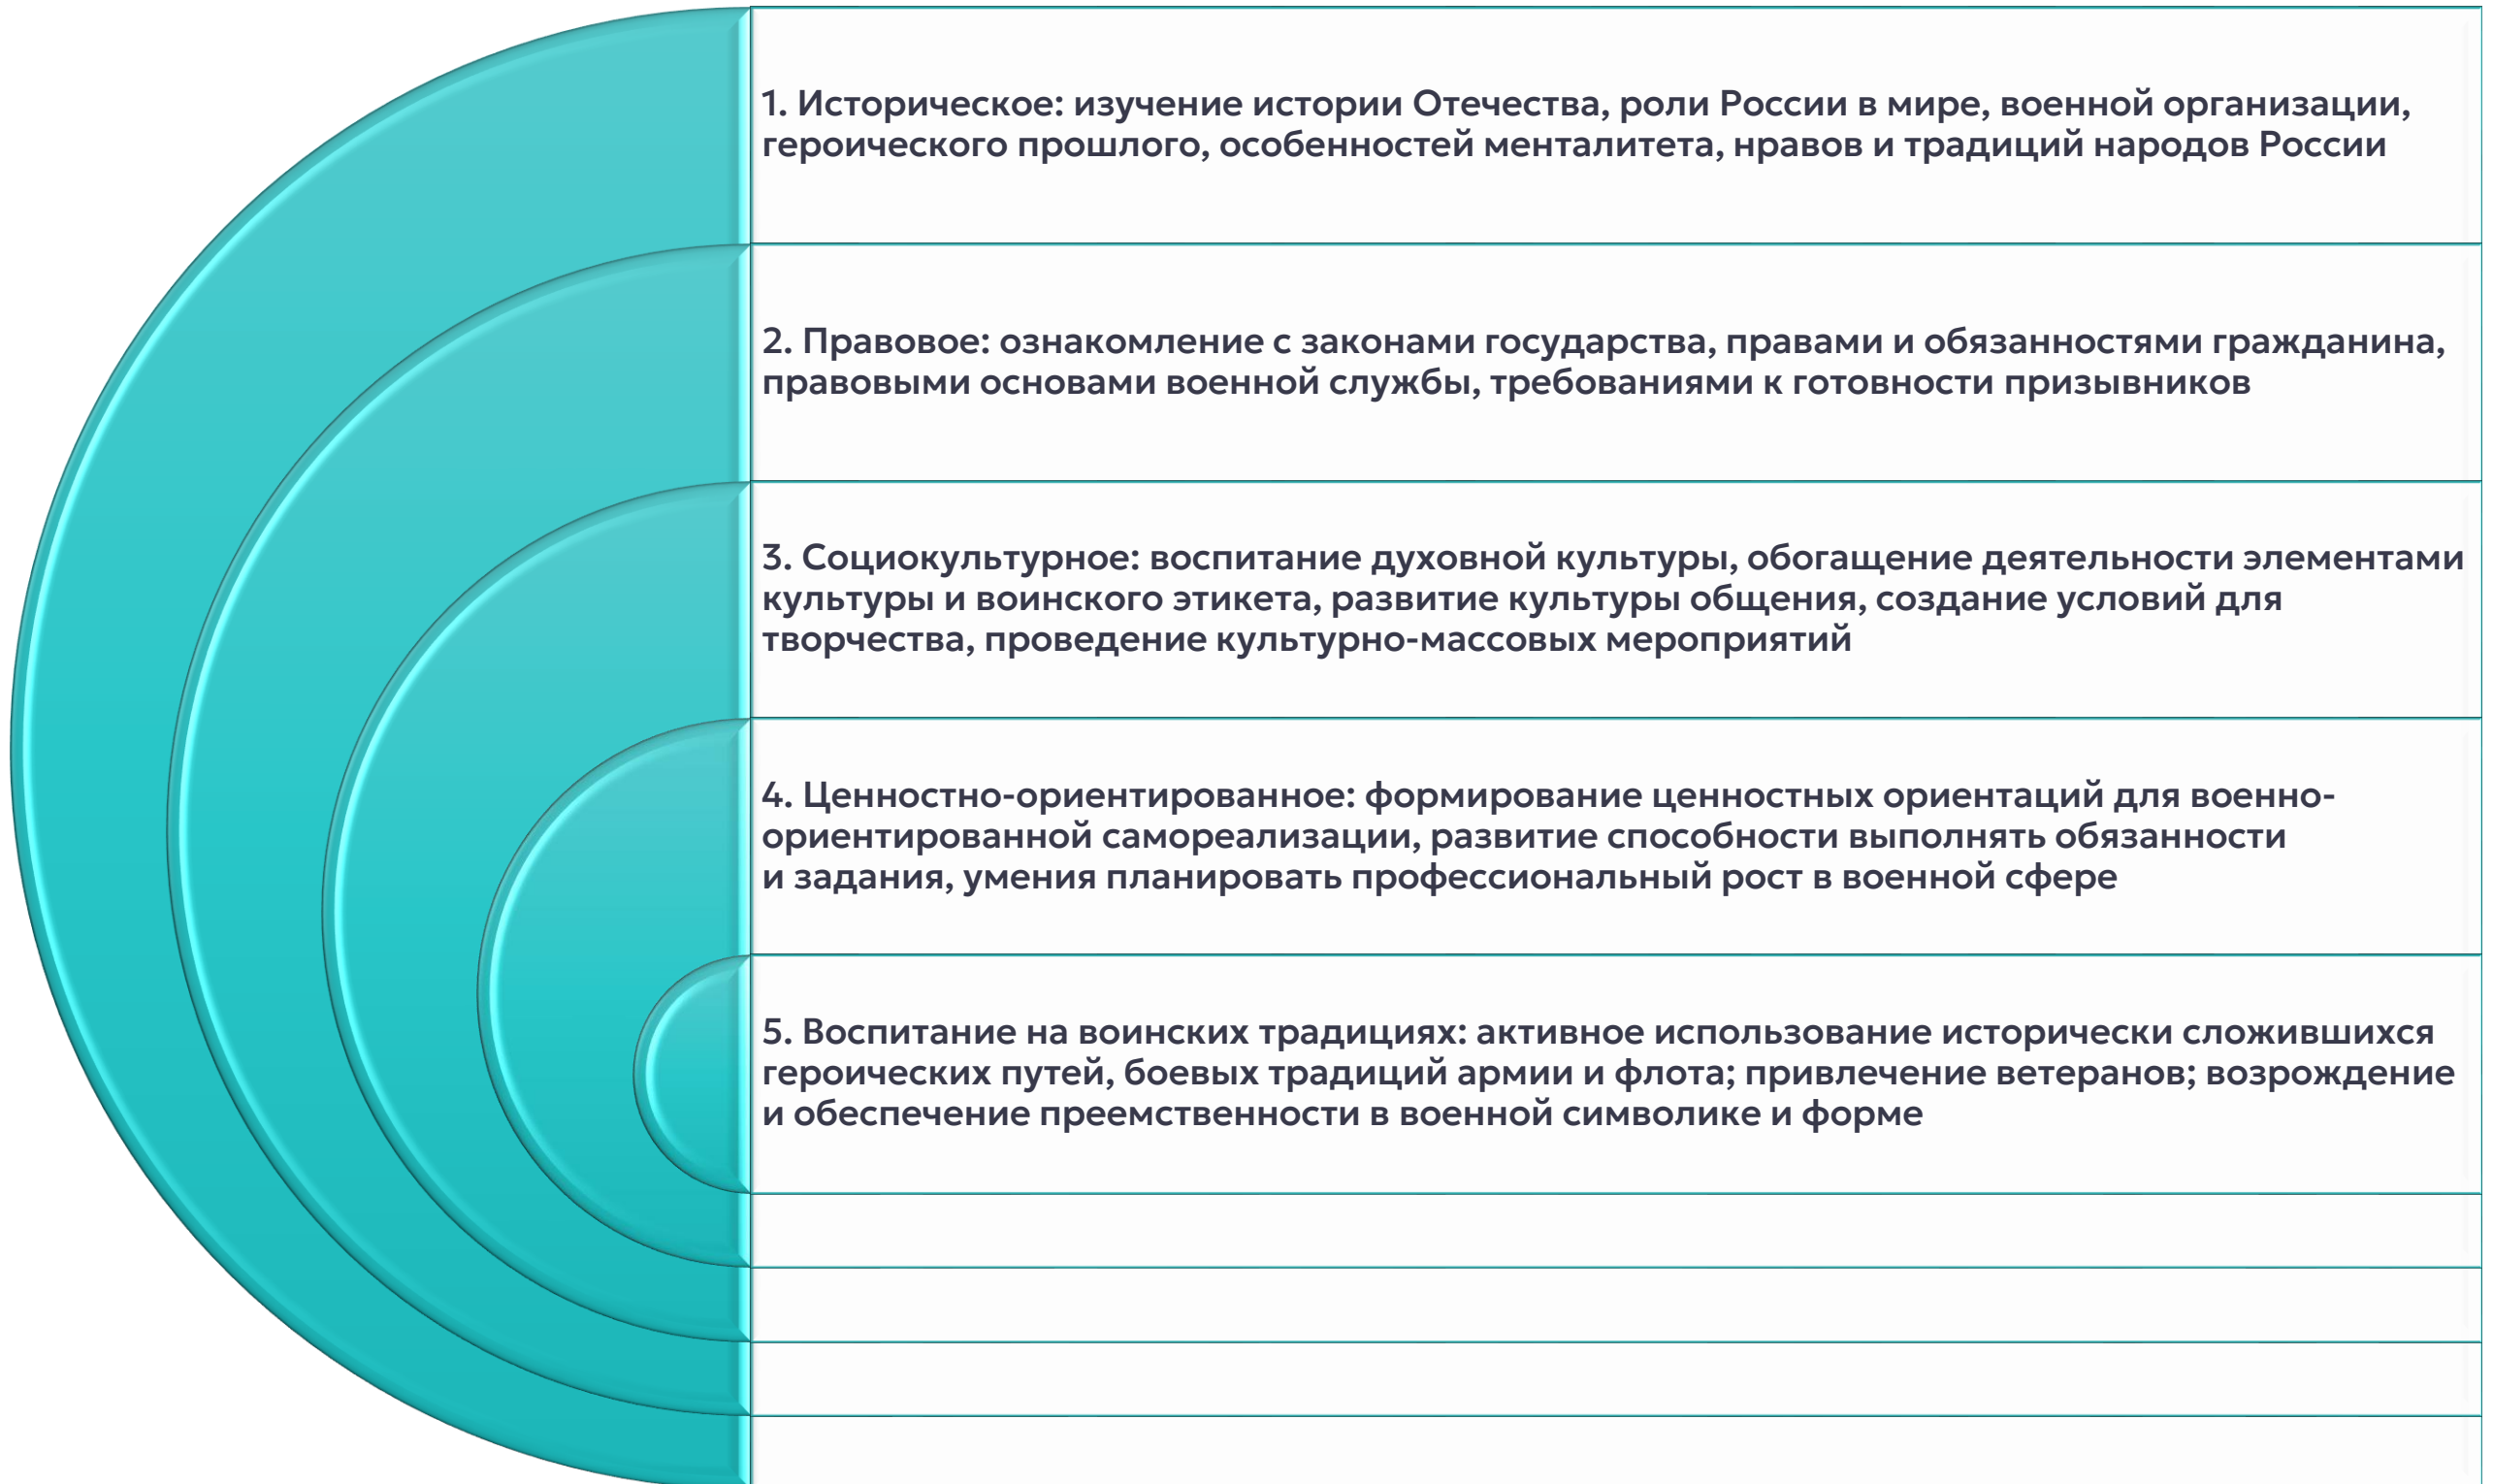 1. Историческое: изучение истории Отечества, роли России в мире, военной организации,
героического прошлого, особенностей менталитета, нравов и традиций народов России
2. Правовое: ознакомление с законами государства, правами и обязанностями гражданина,
правовыми основами военной службы, требованиями к готовности призывников
3. Социокультурное: воспитание духовной культуры, обогащение деятельности элементами
культуры и воинского этикета, развитие культуры общения, создание условий для
творчества, проведение культурно-массовых мероприятий
4. Ценностно-ориентированное: формирование ценностных ориентаций для военно-
ориентированной самореализации, развитие способности выполнять обязанности
и задания, умения планировать профессиональный рост в военной сфере
5. Воспитание на воинских традициях: активное использование исторически сложившихся
героических путей, боевых традиций армии и флота; привлечение ветеранов; возрождение
и обеспечение преемственности в военной символике и форме